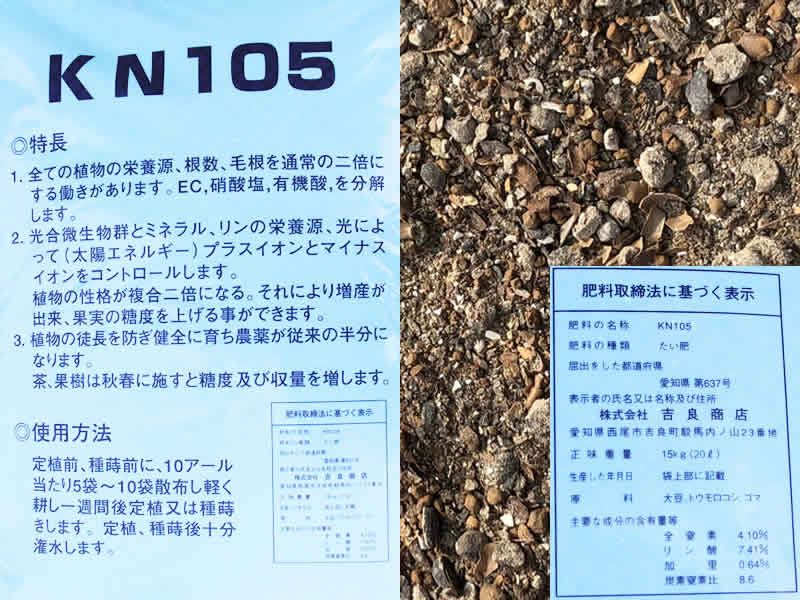 KN105
◎特長
1. 全ての植物の栄養源、根数、毛根を通常の二倍に
する働きがあります。EC,硝酸塩,有機酸,を分解
します。
2. 光合微生物群とミネラル、リンの栄養源、光によ
って(太陽エネルギー)プラスイオンとマイナス
イオンをコントロールします。
植物の性格が複合二倍になる。それにより増産が
出来、果実の糖度を上げる事ができます。
3. 植物の徒長を防ぎ健全に育ち農薬が従来の半分に
なります。
茶、果樹は秋春に施すと糖度及び収量を増します。
◎使用方法
定植前、種蒔前に、10アール
当たり5袋〜10袋散布し軽く
耕し一週間後定植又は種蒔
きします。定植、種蒔後十分
潅水します。
肥料取締法に基づく表示
株式会社 吉良商店
肥料取締法に基づく表示
肥料の名称 KN105
肥料の種類 たい肥
届出をした都道府県
愛知県 第637号
表示者の氏名又は名称及び住所
株式会社 吉良商店
愛知県西尾市吉良町駮馬内ノ山23番地
正味重量 15kg(20ℓ)
生産した年月日 袋上部に記載
原料 大豆,トウモロコシ,ゴマ
主要な成分の含有量等
全窒素 4.10%
リン酸 7.41%
加里 0.64%
炭素窒素比 8.6